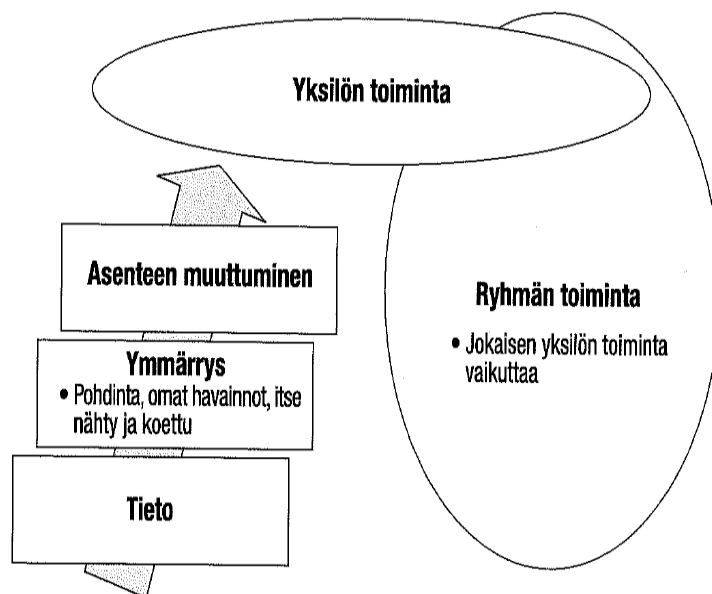 Yksilön toiminta
Asenteen muuttuminen
Ymmärrys
• Pohdinta, omat havainnot, itse
nähty ja koettu
Tieto
Ryhmän toiminta
• Jokaisen yksilön toiminta
vaikuttaa